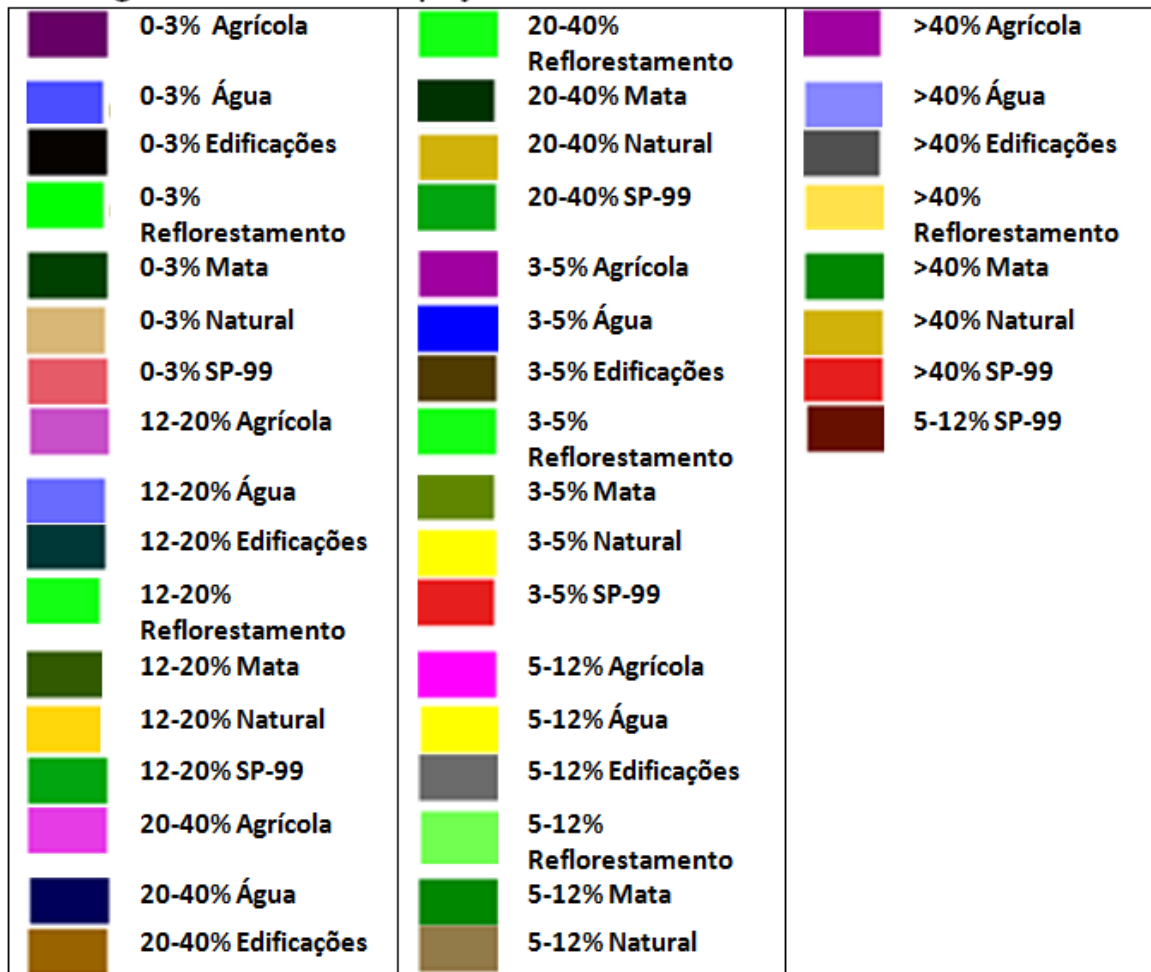 0-3% Agrícola
0-3% Água
0-3% Edificações
0-3%
Reflorestamento
0-3% Mata
0-3% Natural
0-3% SP-99
12-20% Agrícola
12-20% Água
12-20% Edificações
12-20%
Reflorestamento
12-20% Mata
12-20% Natural
12-20% SP-99
20-40% Agrícola
20-40% Água
20-40% Edificações
20-40%
Reflorestamento
20-40% Mata
20-40% Natural
20-40% SP-99
3-5% Agrícola
3-5% Água
3-5% Edificações
3-5%
Reflorestamento
3-5% Mata
3-5% Natural
3-5% SP-99
5-12% Agrícola
5-12% Água
5-12% Edificações
5-12%
Reflorestamento
5-12% Mata
5-12% Natural
>40% Agrícola
>40% Água
>40% Edificações
>40%
Reflorestamento
>40% Mata
>40% Natural
>40% SP-99
5-12% SP-99